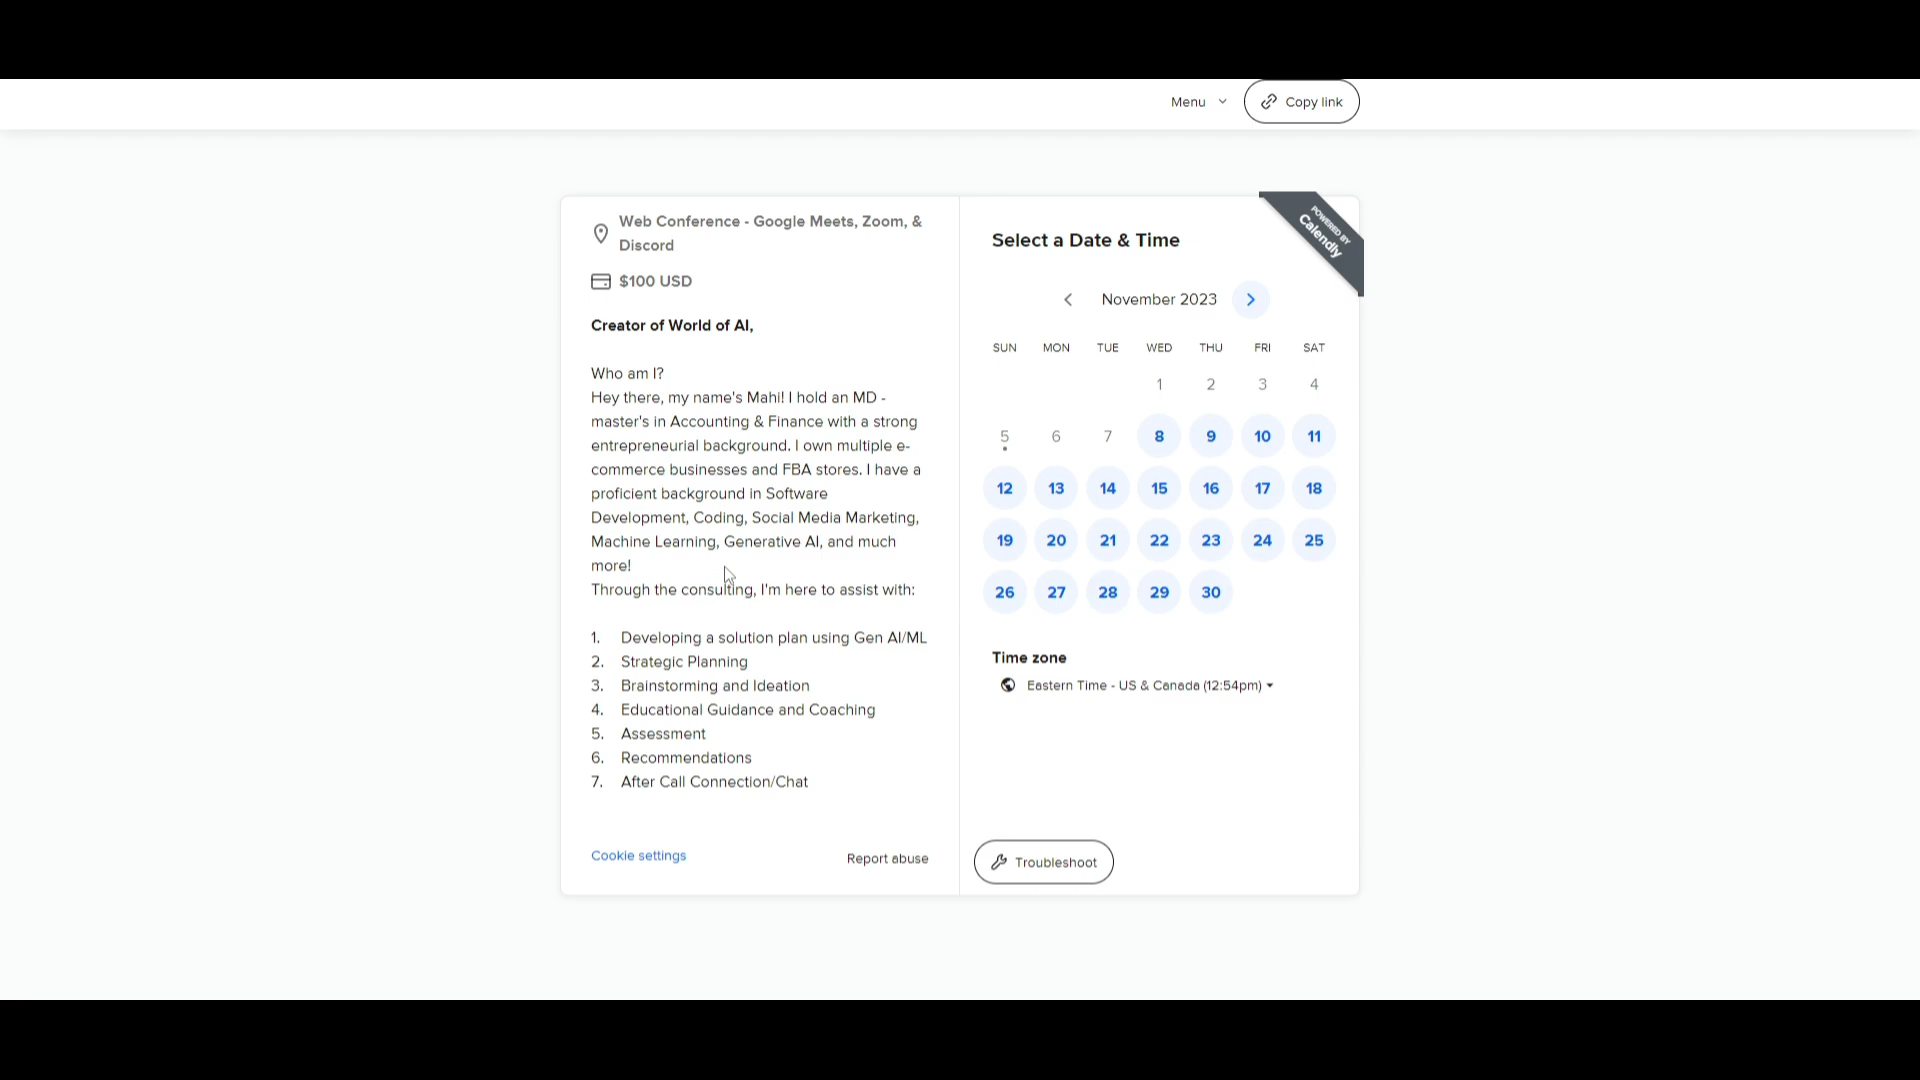 Menu
Copy link
Web Conference - Google Meets, Zoom, &
Discord
$100 USD
Creator of World of AI,
Who am I?
Hey there, my name's Mahi! I hold an MD -
master's in Accounting & Finance with a strong
entrepreneurial background. I own multiple e-
commerce businesses and FBA stores. I have a
proficient background in Software
Development, Coding, Social Media Marketing,
Machine Learning, Generative AI, and much
more!
Through the consulting, I'm here to assist with:
1. Developing a solution plan using Gen AI/ML
2. Strategic Planning
3. Brainstorming and Ideation
4. Educational Guidance and Coaching
5. Assessment
6. Recommendations
7. After Call Connection/Chat
Cookie settings
Report abuse
POWERED BY
Calendly
Select a Date & Time
November 2023
SUN MON TUE WED THU FRI SAT
1 2 3 4
5 6 7 8 9 10 11
12 13 14 15 16 17 18
19 20 21 22 23 24 25
26 27 28 29 30
Time zone
Eastern Time - US & Canada (12:54pm)
Troubleshoot